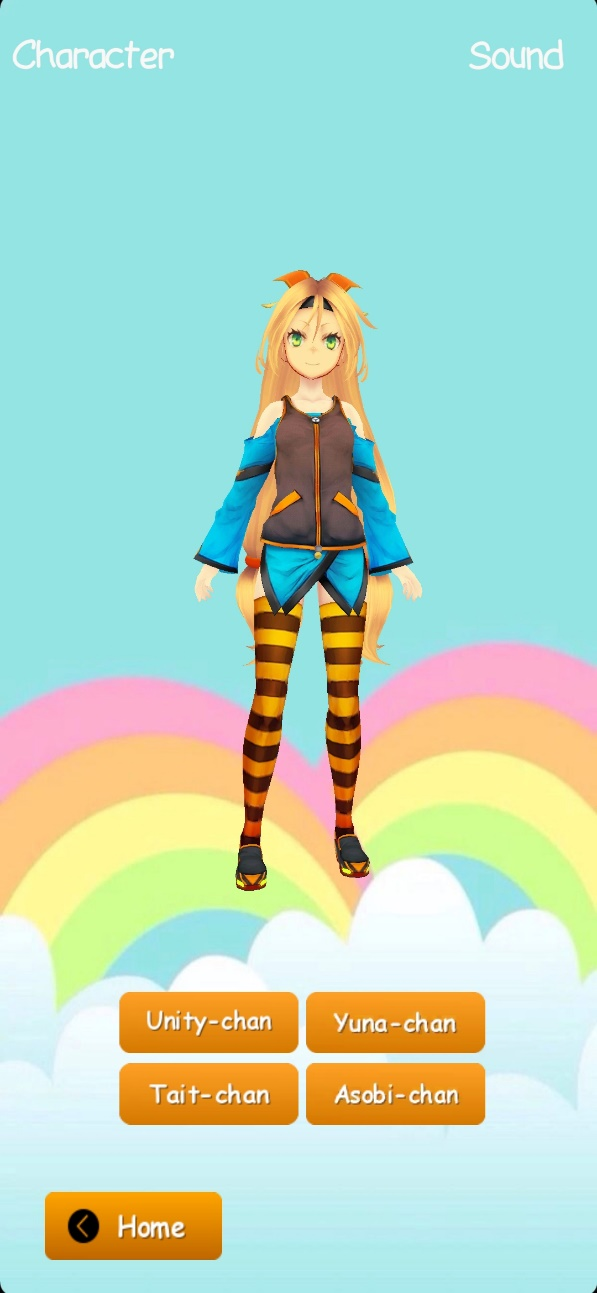 Character
Sound
Unity-chan
Yuna-chan
Tait-chan
Asobi-chan
Home